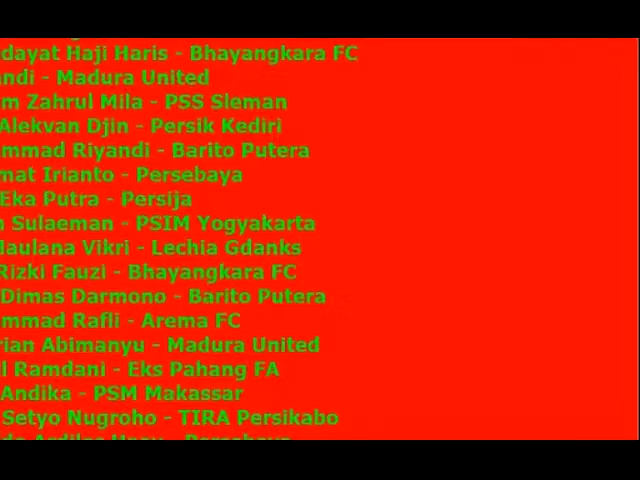 dayat Haji Haris - Bhayangkara FC
ndi - Madura United
m Zahrul Mila - PSS Sleman
Alekvan Djin - Persik Kediri
mmad Riyandi - Barito Putera
mat Irianto - Persebaya
Eka Putra - Persija
Sulaeman - PSIM Yogyakarta
Maulana Vikri - Lechia Gdanks
Rizki Fauzi - Bhayangkara FC
Dimas Darmono - Barito Putera
mmad Rafli - Arema FC
rian Abimanyu - Madura United
l Ramdani - Eks Pahang FA
Andika - PSM Makassar
Setyo Nugroho - TIRA Persikabo